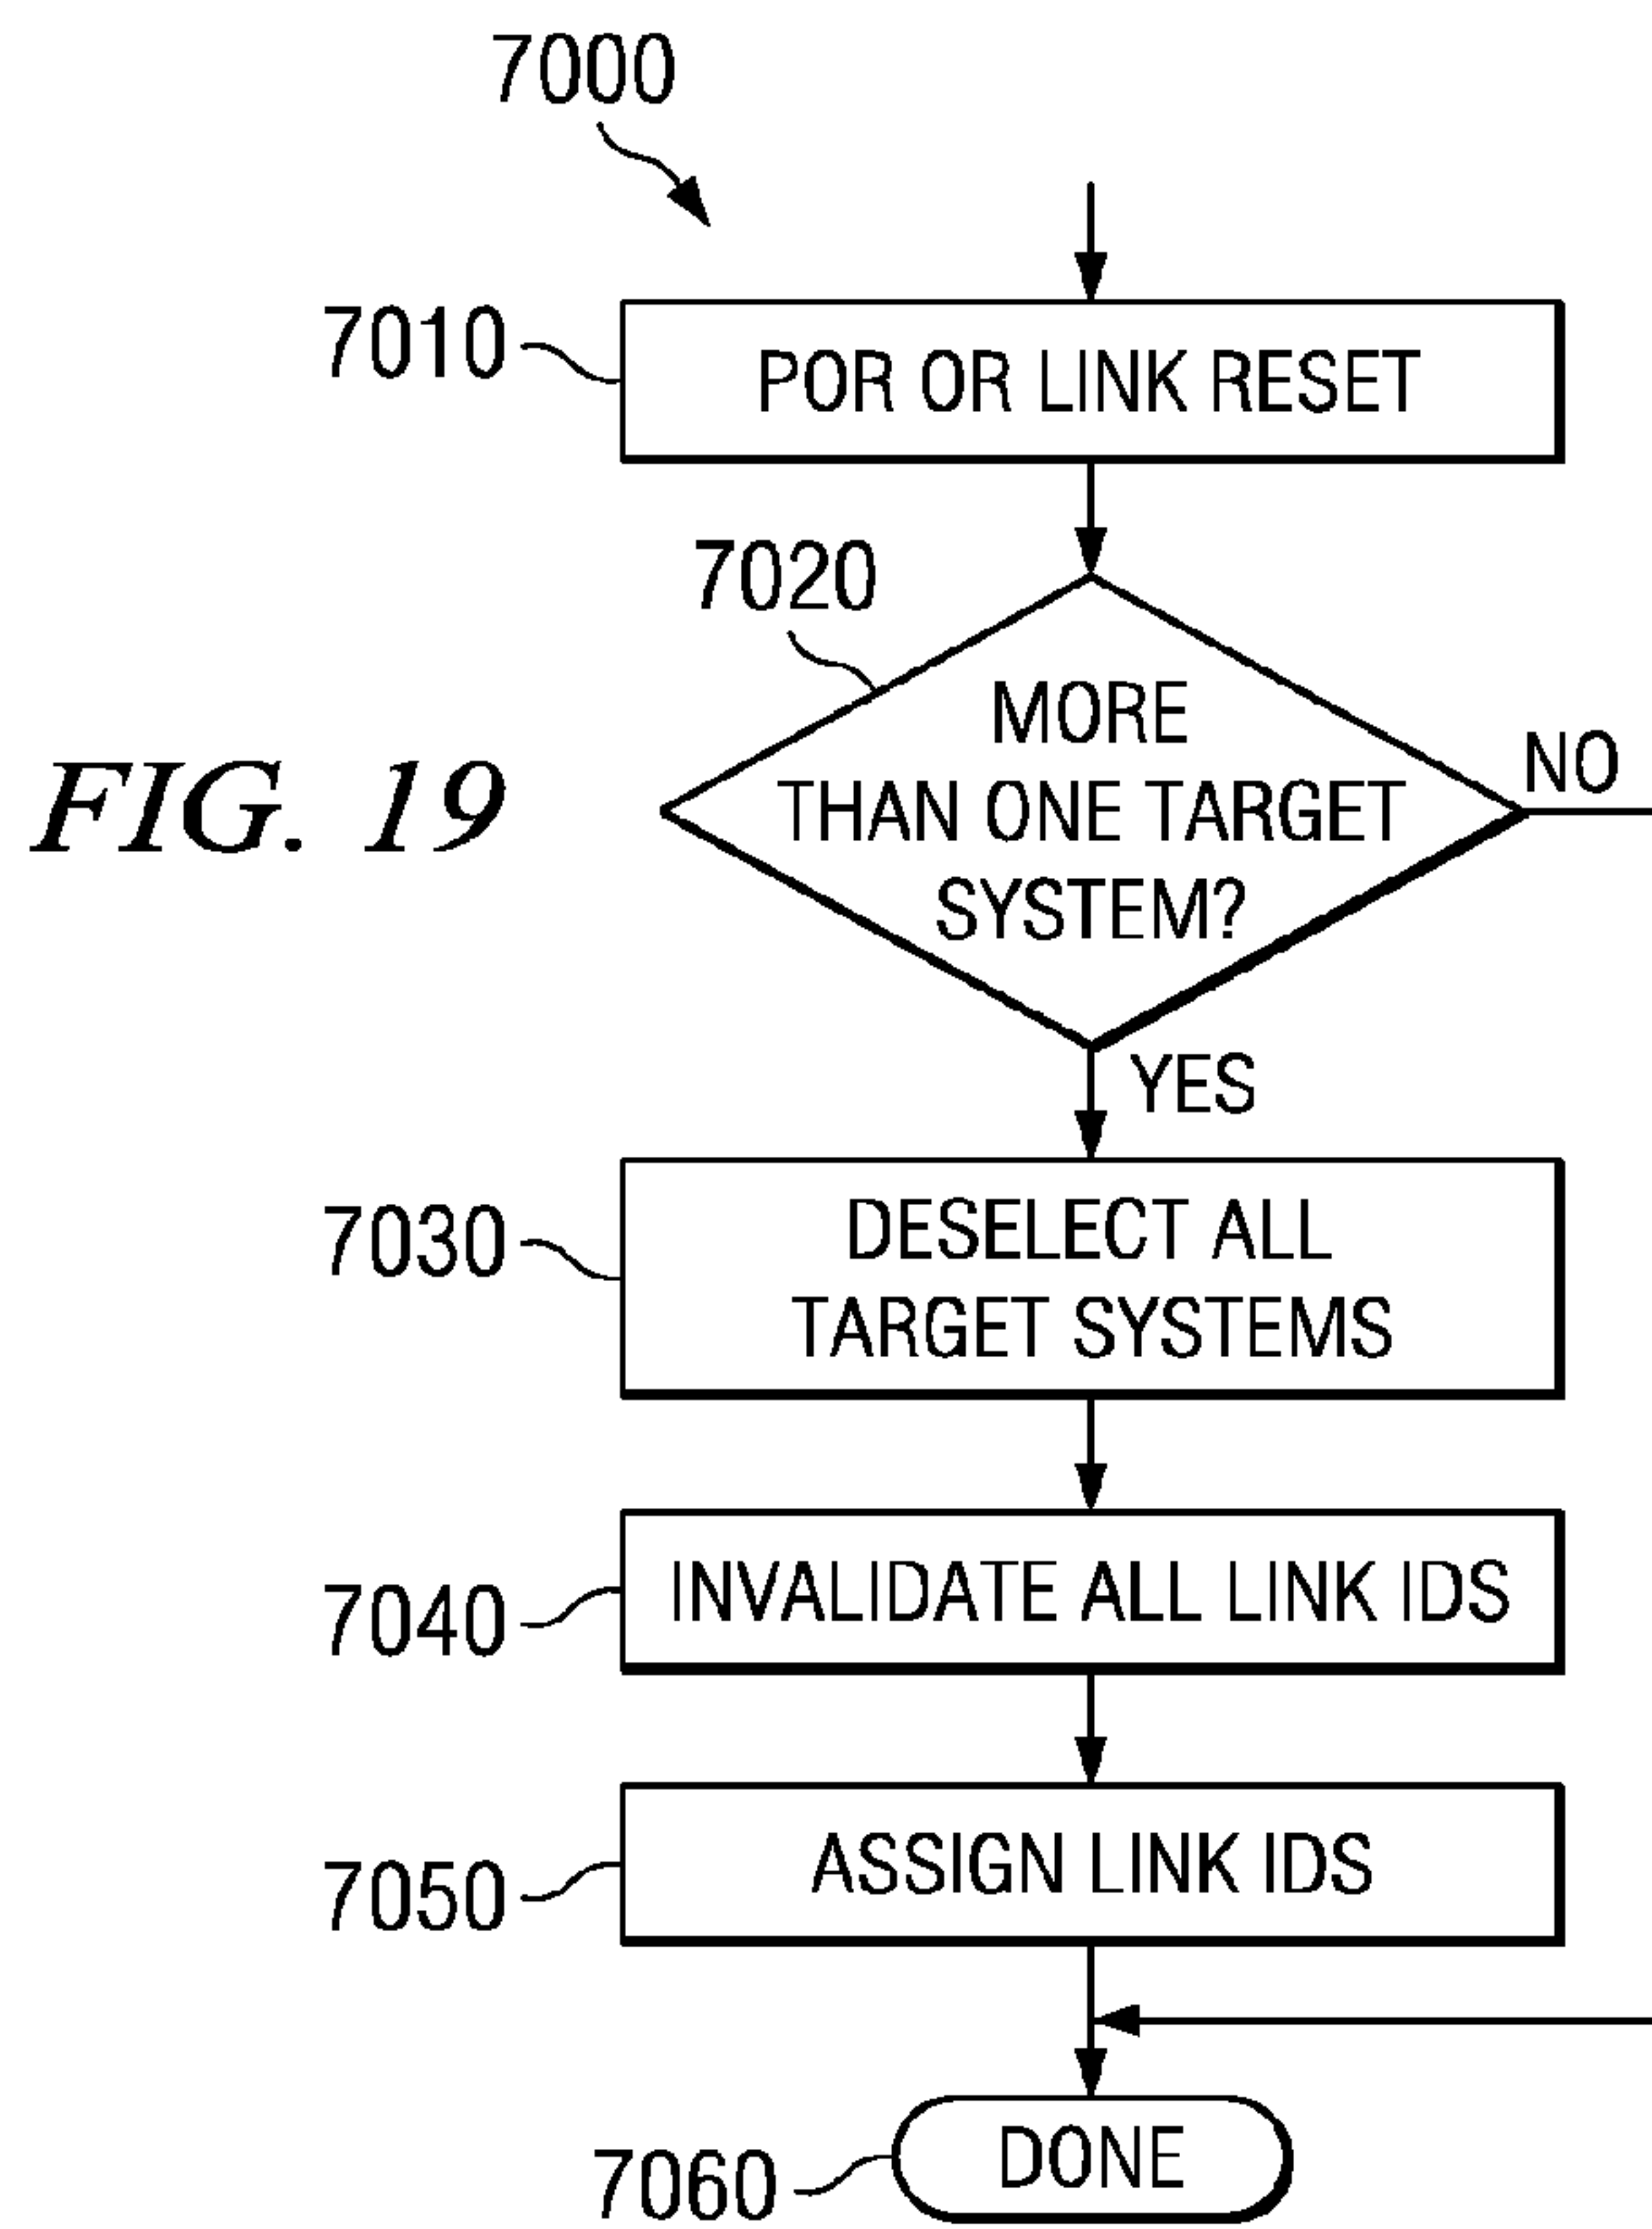 7000
7010
POR OR LINK RESET
7020
MORE
THAN ONE TARGET
SYSTEM?
NO
FIG. 19
YES
7030
DESELECT ALL
TARGET SYSTEMS
7040
INVALIDATE ALL LINK IDS
7050
ASSIGN LINK IDS
7060
DONE